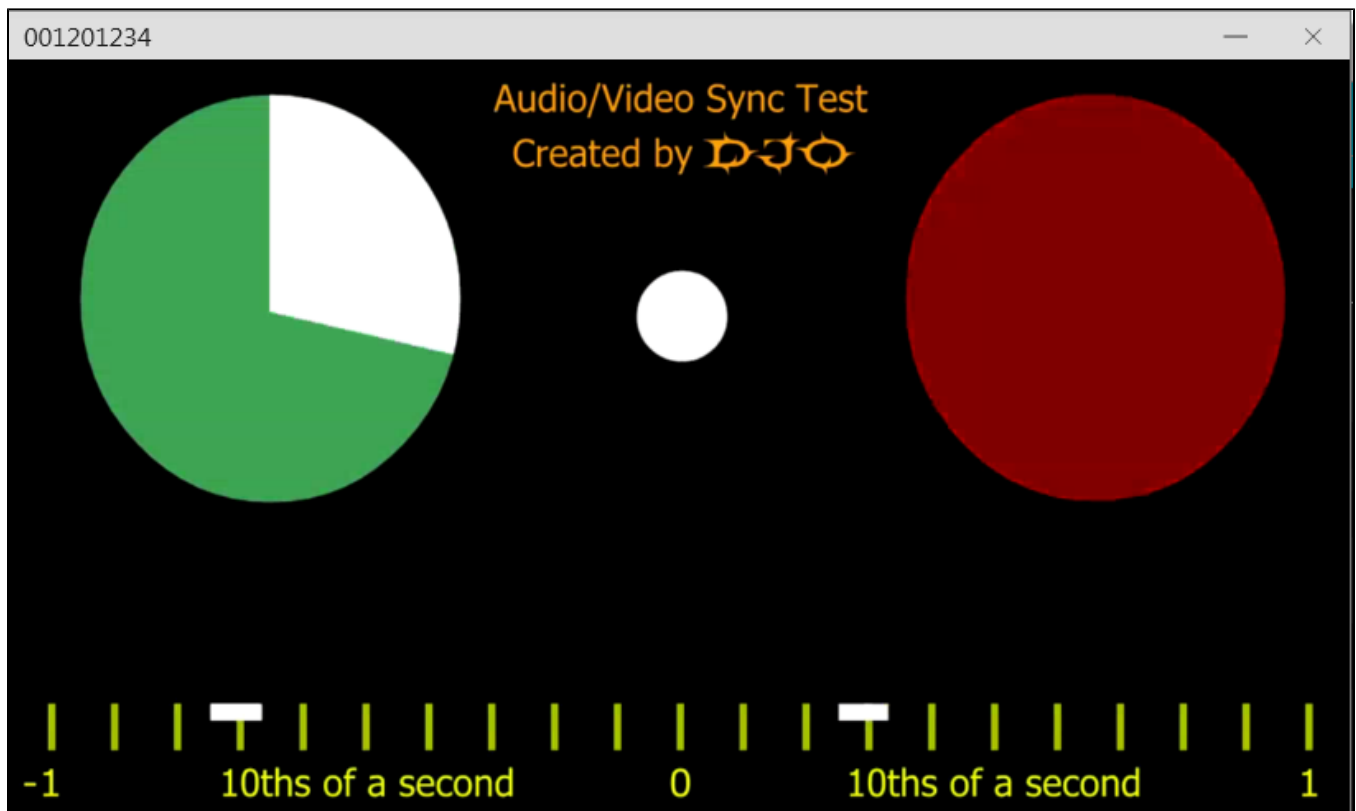 001201234
Audio/Video Sync Test
Created by DJO
-1 10ths of a second 0 10ths of a second 1